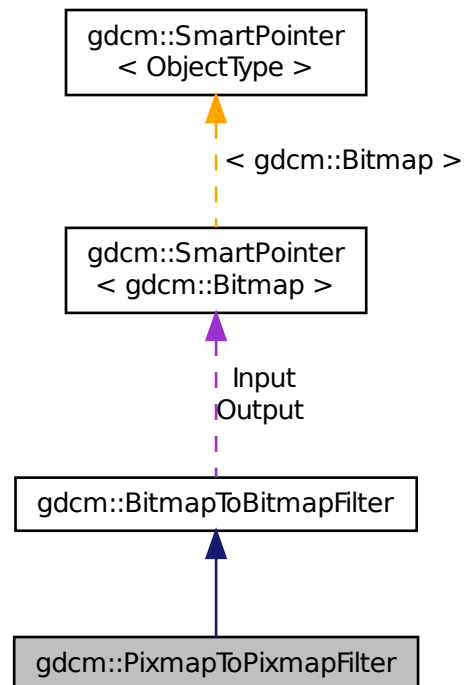 gdcm::SmartPointer
< ObjectType >
< gdcm::Bitmap >
gdcm::SmartPointer
< gdcm::Bitmap >
Input
Output
gdcm::BitmapToBitmapFilter
gdcm::PixmapToPixmapFilter